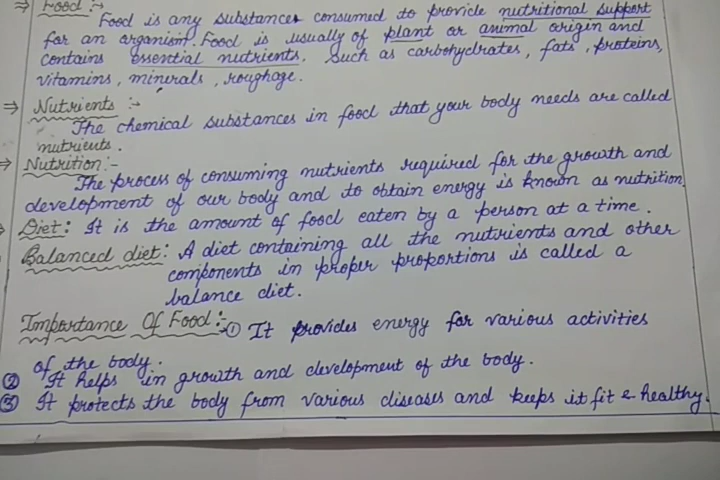 ⇒ Food :-
Food is any substances consumed to provide nutritional support
for an organism. Food is usually of plant or animal origin and
contains essential nutrients. Such as carbohydrates, fats, proteins,
vitamins, minerals, roughage.
⇒ Nutrients :-
The chemical substances in food that your body needs are called
nutrients.
⇒ Nutrition :-
The process of consuming nutrients required for the growth and
development of our body and to obtain energy is known as nutrition.
Diet : It is the amount of food eaten by a person at a time.
Balanced diet : A diet containing all the nutrients and other
components in proper proportions is called a
balance diet.
Importance Of Food :- ① It provides energy for various activities
of the body.
② It helps in growth and development of the body.
③ It protects the body from various diseases and keeps it fit & healthy.